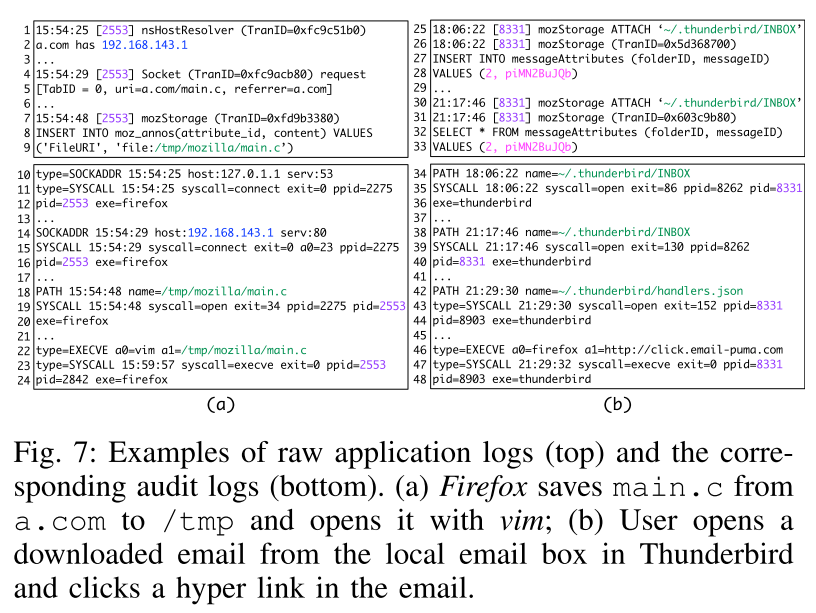 1 15:54:25 [2553] nsHostResolver (TranID=0xfc9c51b0)
2 a.com has 192.168.143.1
3 ...
4 15:54:29 [2553] Socket (TranID=0xfc9acb80) request
5 [TabID = 0, uri=a.com/main.c, referrer=a.com]
6 ...
7 15:54:48 [2553] mozStorage (TranID=0xfd9b3380)
8 INSERT INTO moz_annos(attribute_id, content) VALUES
9 ('FileURI', 'file:/tmp/mozilla/main.c’)
10 type=SOCKADDR 15:54:25 host:127.0.1.1 serv:53
11 type=SYSCALL 15:54:25 syscall=connect exit=0 ppid=2275
12 pid=2553 exe=firefox
13 ...
14 SOCKADDR 15:54:29 host:192.168.143.1 serv:80
15 SYSCALL 15:54:29 syscall=connect exit=0 a0=23 ppid=2275
16 pid=2553 exe=firefox
17 ...
18 PATH 15:54:48 name=/tmp/mozilla/main.c
19 SYSCALL 15:54:48 syscall=open exit=34 ppid=2275 pid=2553
20 exe=firefox
21 ...
22 type=EXECVE a0=vim a1=/tmp/mozilla/main.c
23 type=SYSCALL 15:59:57 syscall=execve exit=0 ppid=2553
24 pid=2842 exe=firefox
(a)
25 18:06:22 [8331] mozStorage ATTACH ‘~/.thunderbird/INBOX’
26 18:06:22 [8331] mozStorage (TranID=0x5d368700)
27 INSERT INTO messageAttributes (folderID, messageID)
28 VALUES (2, piMN2BuJQb)
29 ...
30 21:17:46 [8331] mozStorage ATTACH ‘~/.thunderbird/INBOX’
31 21:17:46 [8331] mozStorage (TranID=0x603c9b80)
32 SELECT * FROM messageAttributes (folderID, messageID)
33 VALUES (2, piMN2BuJQb)
34 PATH 18:06:22 name=~/.thunderbird/INBOX
35 SYSCALL 18:06:22 syscall=open exit=86 ppid=8262 pid=8331
36 exe=thunderbird
37 ...
38 PATH 21:17:46 name=~/.thunderbird/INBOX
39 SYSCALL 21:17:46 syscall=open exit=130 ppid=8262
40 pid=8331 exe=thunderbird
41 ...
42 PATH 21:29:30 name=~/.thunderbird/handlers.json
43 type=SYSCALL 21:29:30 syscall=open exit=152 ppid=8331
44 pid=8903 exe=thunderbird
45 ...
46 type=EXECVE a0=firefox a1=http://click.email-puma.com
47 type=SYSCALL 21:29:32 syscall=execve exit=0 ppid=8331
48 pid=8903 exe=thunderbird
(b)
Fig. 7: Examples of raw application logs (top) and the corre-
sponding audit logs (bottom). (a) Firefox saves main.c from
a.com to /tmp and opens it with vim; (b) User opens a
downloaded email from the local email box in Thunderbird
and clicks a hyper link in the email.